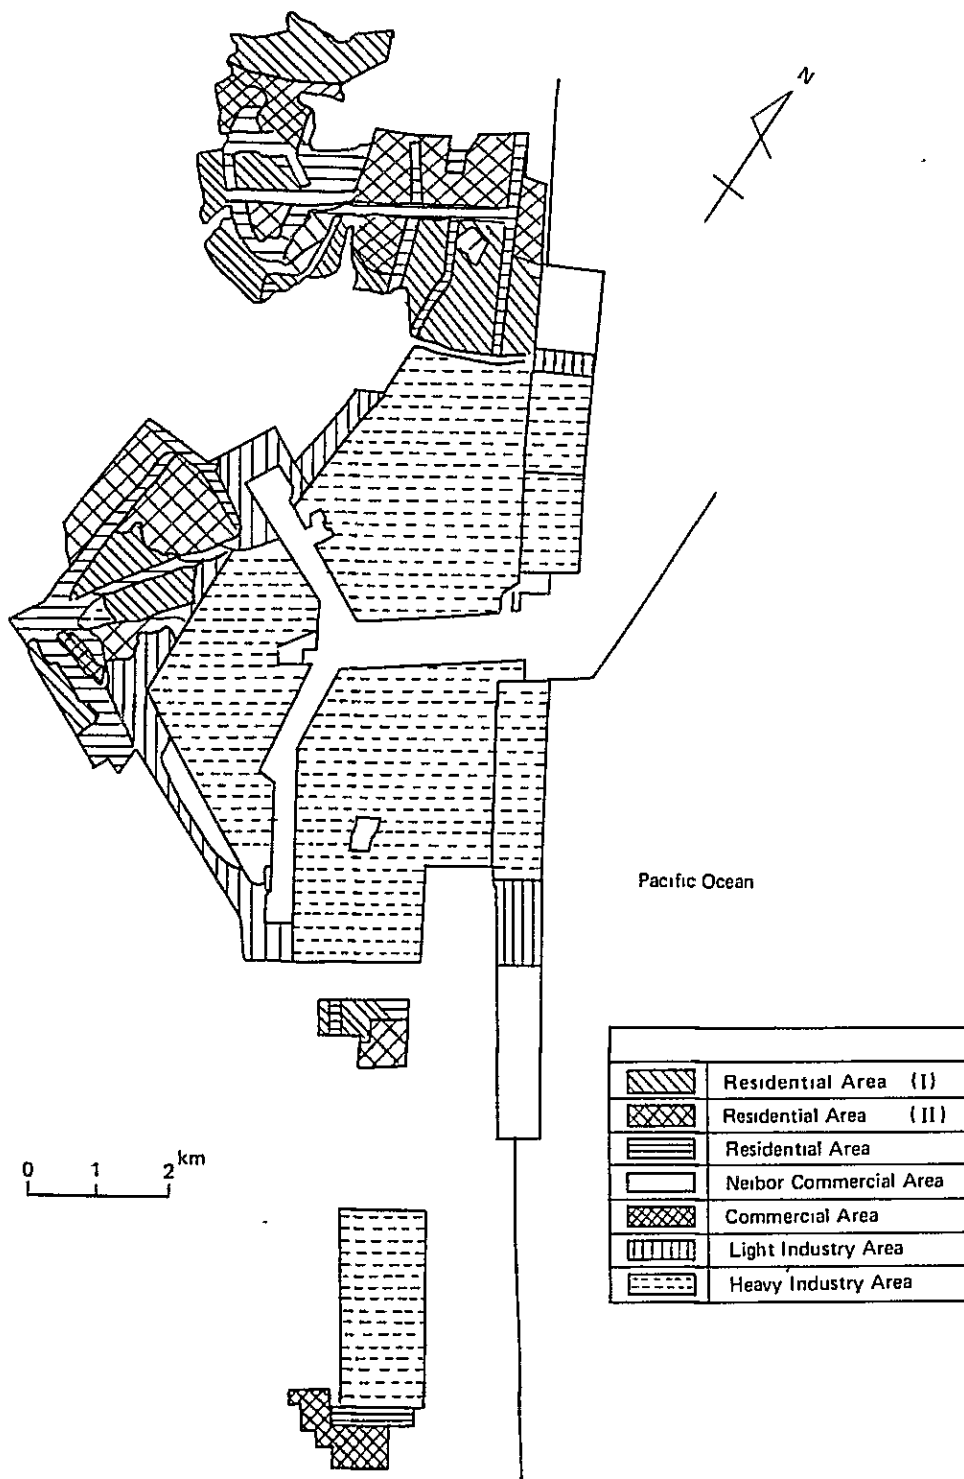 N
Pacific Ocean
0 1 2 km
Residential Area (I)
Residential Area (II)
Residential Area
Neibor Commercial Area
Commercial Area
Light Industry Area
Heavy Industry Area